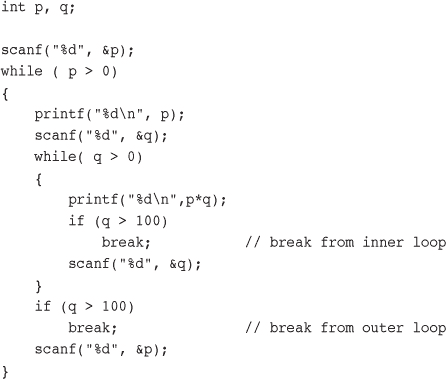 int p, q;

scanf("%d", &p);
while ( p > 0)
{
    printf("%d\n", p);
    scanf("%d", &q);
    while( q > 0)
    {
        printf("%d\n",p*q);
        if (q > 100)
            break;          // break from inner loop
        scanf("%d", &q);
    }
    if (q > 100)
        break;              // break from outer loop
    scanf("%d", &p);
}